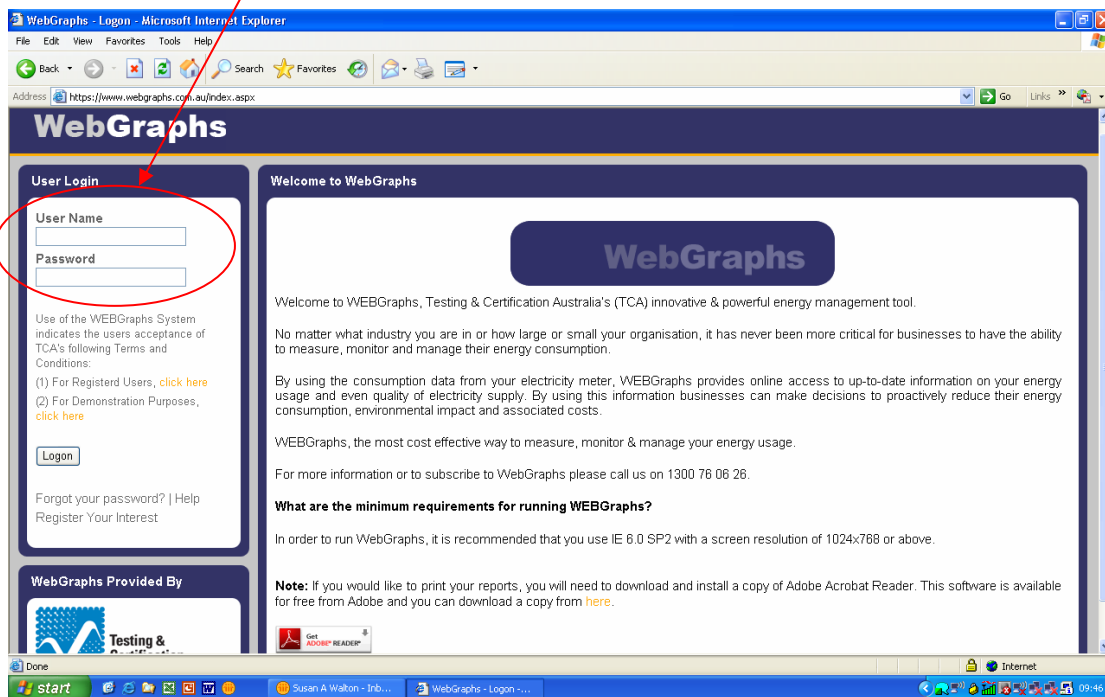 WebGraphs - Logon - Microsoft Internet Explorer
File Edit View Favorites Tools Help
Back Search Favorites
Address https://www.webgraphs.com.au/index.aspx Go Links »
WebGraphs
User Login
User Name
Password
Use of the WEBGraphs System
indicates the users acceptance of
TCA's following Terms and
Conditions:
(1) For Registerd Users, click here
(2) For Demonstration Purposes,
click here
Logon
Forgot your password? | Help
Register Your Interest
WebGraphs Provided By
Testing &
Welcome to WebGraphs
WebGraphs
Welcome to WEBGraphs, Testing & Certification Australia's (TCA) innovative & powerful energy management tool.
No matter what industry you are in or how large or small your organisation, it has never been more critical for businesses to have the ability
to measure, monitor and manage their energy consumption.
By using the consumption data from your electricity meter, WEBGraphs provides online access to up-to-date information on your energy
usage and even quality of electricity supply. By using this information businesses can make decisions to proactively reduce their energy
consumption, environmental impact and associated costs.
WEBGraphs, the most cost effective way to measure, monitor & manage your energy usage.
For more information or to subscribe to WebGraphs please call us on 1300 76 06 26.
What are the minimum requirements for running WEBGraphs?
In order to run WebGraphs, it is recommended that you use IE 6.0 SP2 with a screen resolution of 1024x768 or above.
Note: If you would like to print your reports, you will need to download and install a copy of Adobe Acrobat Reader. This software is available
for free from Adobe and you can download a copy from here.
Get
ADOBE® READER®
Done Internet
start Susan A Walton - Inb... WebGraphs - Logon -... 09:46